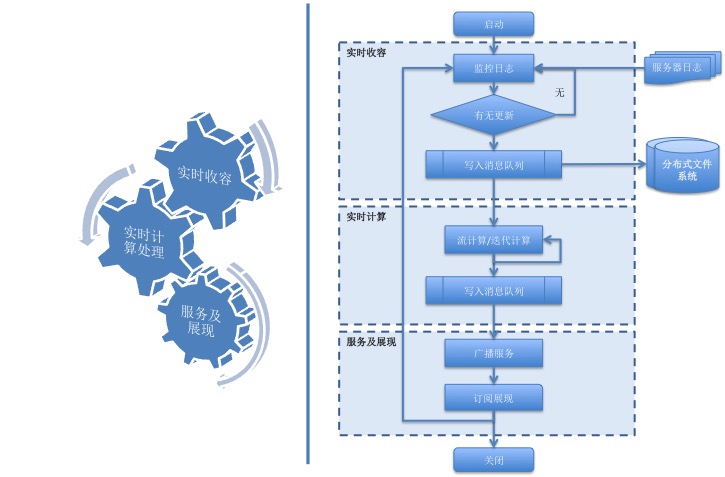 实时收容
实时计
算处理
服务及
展现
启动
实时收容
监控日志
服务器日志
无
有无更新
写入消息队列
分布式文件
系统
实时计算
流计算/迭代计算
写入消息队列
服务及展现
广播服务
订阅展现
关闭